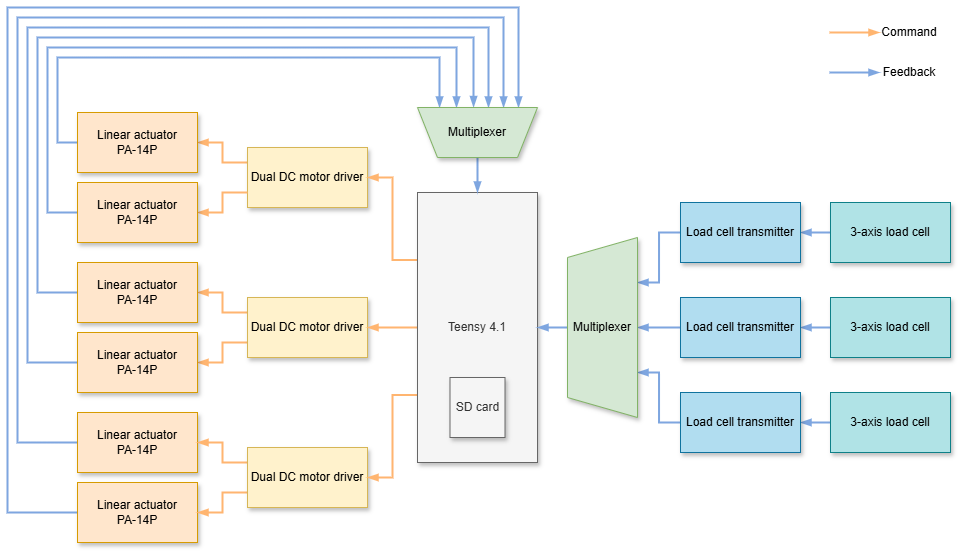 Command
Feedback
Multiplexer
Linear actuator
PA-14P
Dual DC motor driver
Linear actuator
PA-14P
Load cell transmitter
3-axis load cell
Linear actuator
PA-14P
Dual DC motor driver
Teensy 4.1
Multiplexer
Load cell transmitter
3-axis load cell
Linear actuator
PA-14P
SD card
Load cell transmitter
3-axis load cell
Linear actuator
PA-14P
Dual DC motor driver
Linear actuator
PA-14P